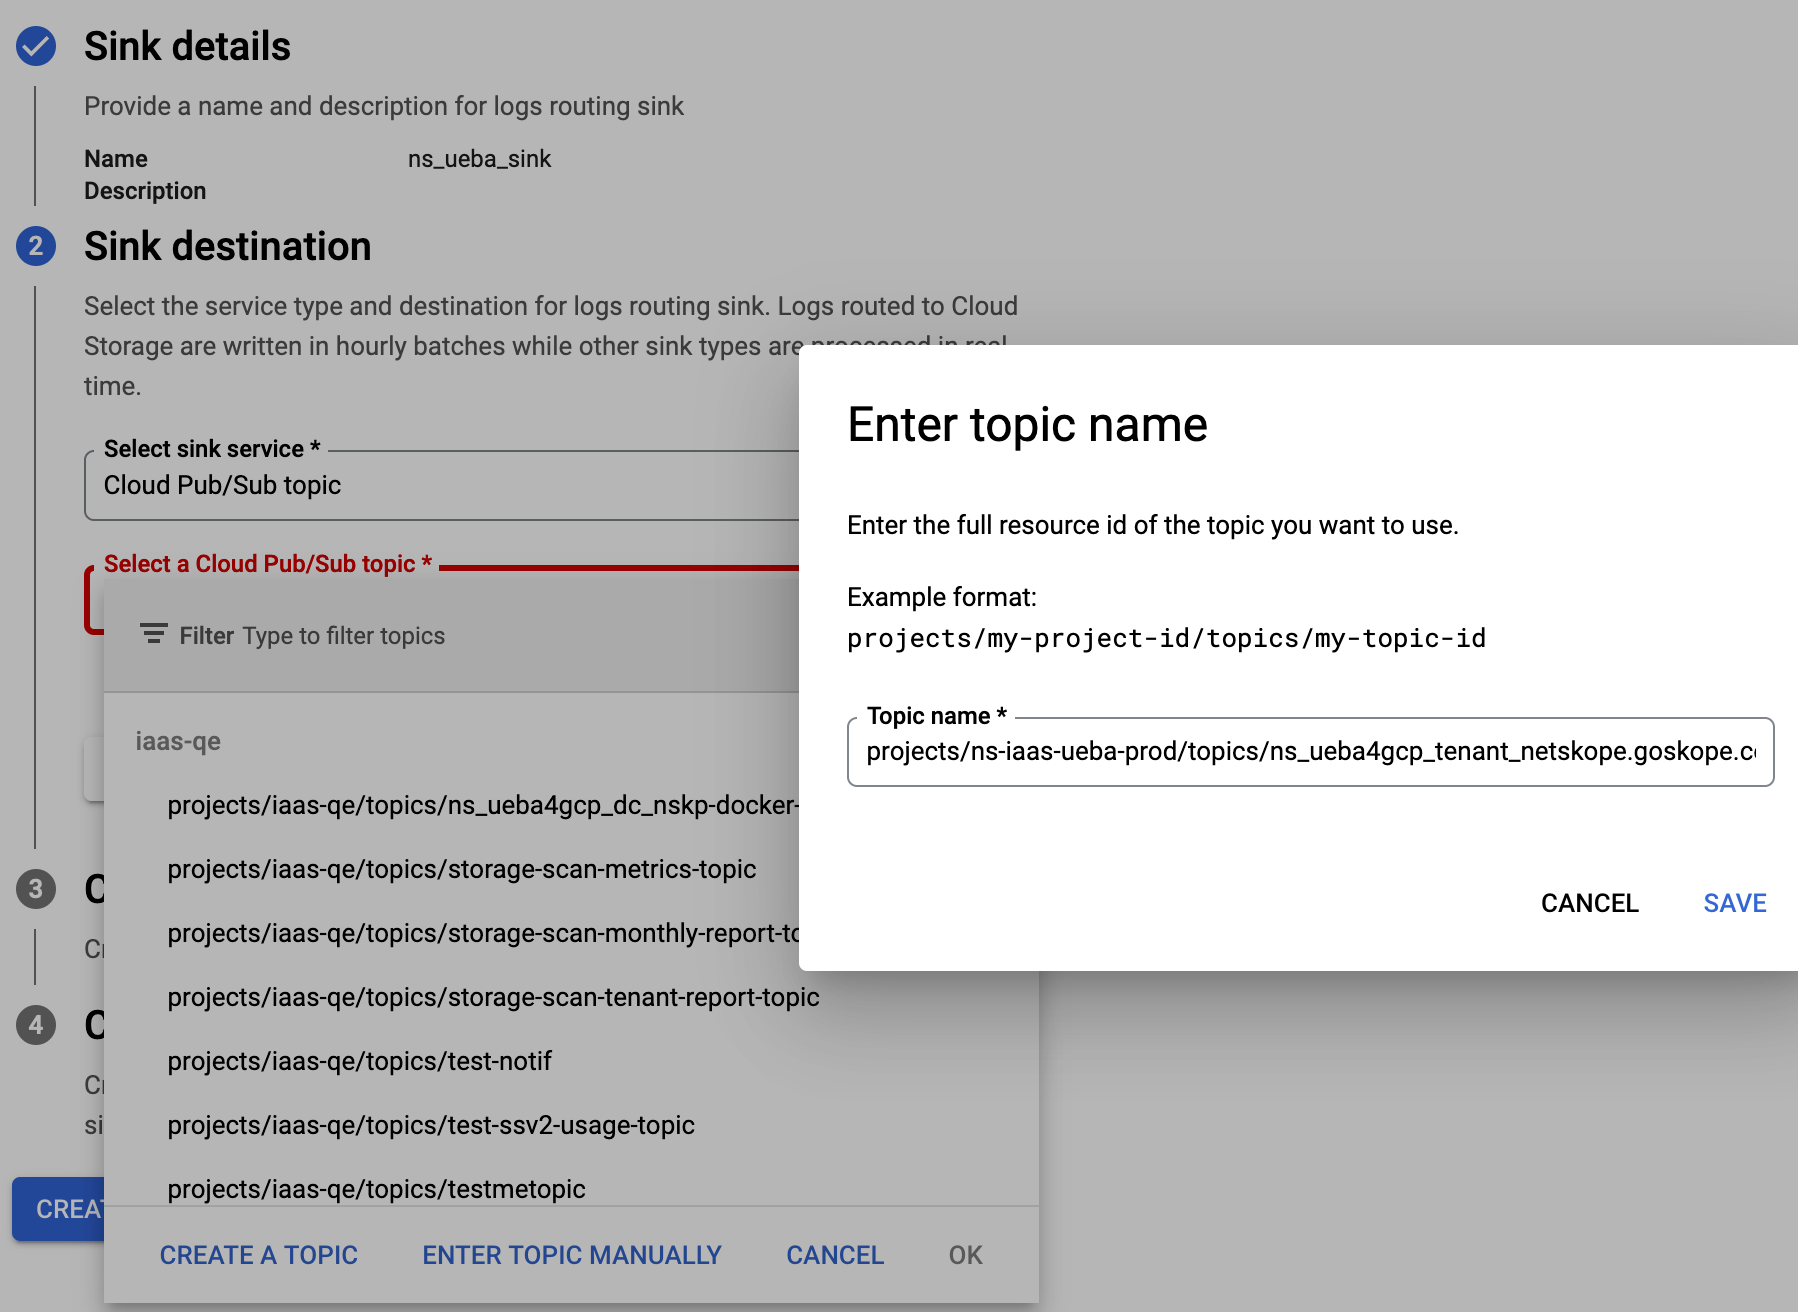 Sink details
Provide a name and description for logs routing sink
Name ns_ueba_sink
Description
2 Sink destination
Select the service type and destination for logs routing sink. Logs routed to Cloud
Storage are written in hourly batches while other sink types are processed in real
time.
Select sink service *
Cloud Pub/Sub topic
Select a Cloud Pub/Sub topic *
Filter Type to filter topics
iaas-qe
projects/iaas-qe/topics/ns_ueba4gcp_dc_nskp-docker-
projects/iaas-qe/topics/storage-scan-metrics-topic
projects/iaas-qe/topics/storage-scan-monthly-report-to
projects/iaas-qe/topics/storage-scan-tenant-report-topic
projects/iaas-qe/topics/test-notif
projects/iaas-qe/topics/test-ssv2-usage-topic
projects/iaas-qe/topics/testmetopic
CREATE A TOPIC ENTER TOPIC MANUALLY CANCEL OK
3
4
Enter topic name
Enter the full resource id of the topic you want to use.
Example format:
projects/my-project-id/topics/my-topic-id
Topic name *
projects/ns-iaas-ueba-prod/topics/ns_ueba4gcp_tenant_netskope.goskope.c
CANCEL SAVE